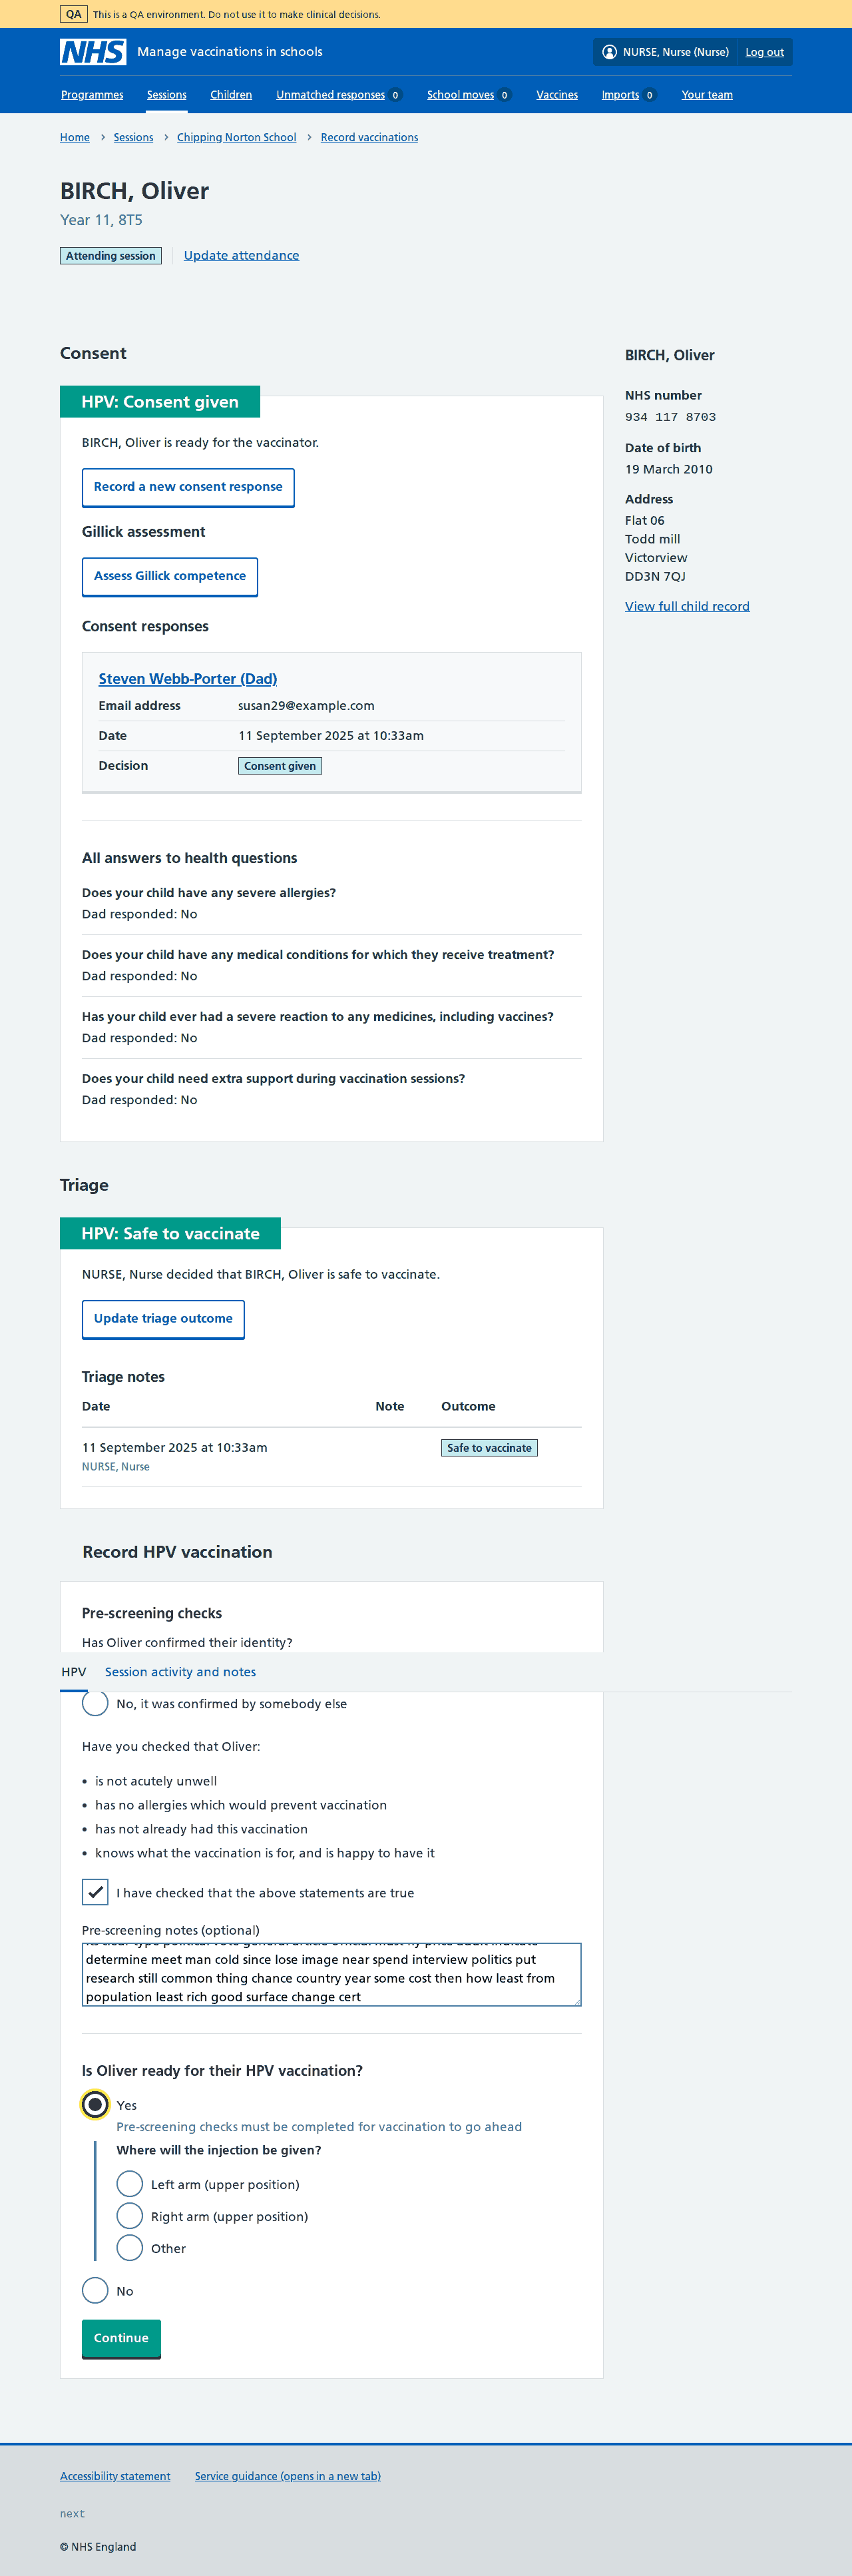 QA This is a QA environment. Do not use it to make clinical decisions.
NHS Manage vaccinations in schools NURSE, Nurse (Nurse) Log out
Programmes Sessions Children Unmatched responses 0 School moves 0 Vaccines Imports 0 Your team
Home Sessions Chipping Norton School Record vaccinations
BIRCH, Oliver
Year 11, 8T5
Attending session Update attendance
Consent
HPV: Consent given
BIRCH, Oliver is ready for the vaccinator.
Record a new consent response
Gillick assessment
Assess Gillick competence
Consent responses
Steven Webb-Porter (Dad)
Email address susan29@example.com
Date 11 September 2025 at 10:33am
Decision Consent given
All answers to health questions
Does your child have any severe allergies?
Dad responded: No
Does your child have any medical conditions for which they receive treatment?
Dad responded: No
Has your child ever had a severe reaction to any medicines, including vaccines?
Dad responded: No
Does your child need extra support during vaccination sessions?
Dad responded: No
BIRCH, Oliver
NHS number
934 117 8703
Date of birth
19 March 2010
Address
Flat 06
Todd mill
Victorview
DD3N 7QJ
View full child record
Triage
HPV: Safe to vaccinate
NURSE, Nurse decided that BIRCH, Oliver is safe to vaccinate.
Update triage outcome
Triage notes
Date Note Outcome
11 September 2025 at 10:33am Safe to vaccinate
NURSE, Nurse
Record HPV vaccination
Pre-screening checks
Has Oliver confirmed their identity?
HPV Session activity and notes
No, it was confirmed by somebody else
Have you checked that Oliver:
• is not acutely unwell
• has no allergies which would prevent vaccination
• has not already had this vaccination
• knows what the vaccination is for, and is happy to have it
I have checked that the above statements are true
Pre-screening notes (optional)
determine meet man cold since lose image near spend interview politics put
research still common thing chance country year some cost then how least from
population least rich good surface change cert
Is Oliver ready for their HPV vaccination?
Yes
Pre-screening checks must be completed for vaccination to go ahead
Where will the injection be given?
Left arm (upper position)
Right arm (upper position)
Other
No
Continue
Accessibility statement Service guidance (opens in a new tab)
next
© NHS England